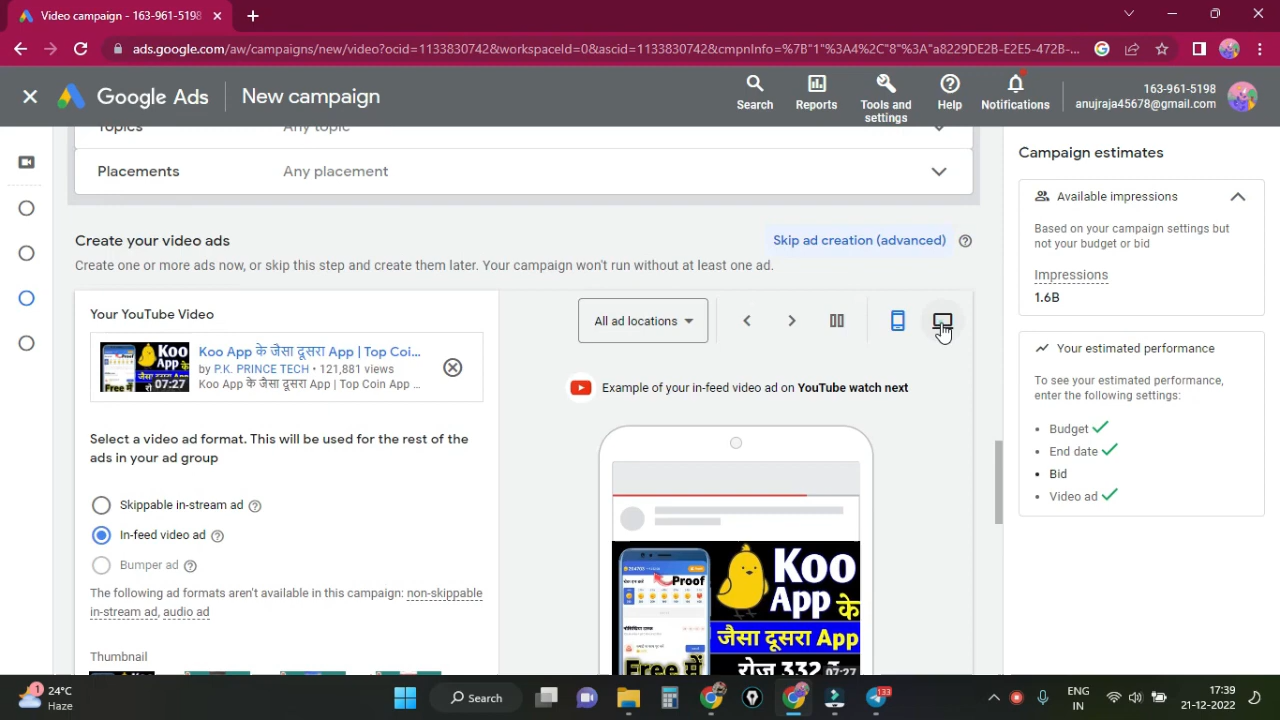 Video campaign - 163-961-5198
ads.google.com/aw/campaigns/new/video?ocid=1133830742&workspaceId=0&ascid=1133830742&cmpnInfo=%7B"1"%3A4%2C"8"%3A"a8229DE2B-E2E5-472B-...
Google Ads
New campaign
Search
Reports
Tools and
settings
Help
Notifications
163-961-5198
anujraja45678@gmail.com
Topics Any topic
Placements Any placement
Create your video ads
Skip ad creation (advanced)
Create one or more ads now, or skip this step and create them later. Your campaign won't run without at least one ad.
Your YouTube Video
Koo App के जैसा दूसरा App | Top Coi...
by P.K. PRINCE TECH • 121,881 views
Koo App के जैसा दूसरा App | Top Coin App ...
07:27
Select a video ad format. This will be used for the rest of the
ads in your ad group
Skippable in-stream ad
In-feed video ad
Bumper ad
The following ad formats aren't available in this campaign: non-skippable
in-stream ad, audio ad
Thumbnail
All ad locations
Example of your in-feed video ad on YouTube watch next
Proof
Koo
App के
जैसा दूसरा App
रोज 332 ₹
Free में
07:27
Campaign estimates
Available impressions
Based on your campaign settings but
not your budget or bid
Impressions
1.6B
Your estimated performance
To see your estimated performance,
enter the following settings:
• Budget
• End date
• Bid
• Video ad
1
24°C
Haze
Search
133
ENG
IN
17:39
21-12-2022